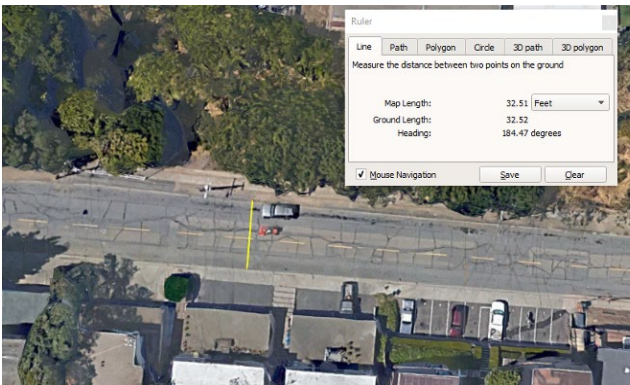 Ruler
Line Path Polygon Circle 3D path 3D polygon
Measure the distance between two points on the ground
Map Length: 32.51 Feet
Ground Length: 32.52
Heading: 184.47 degrees
Mouse Navigation Save Clear